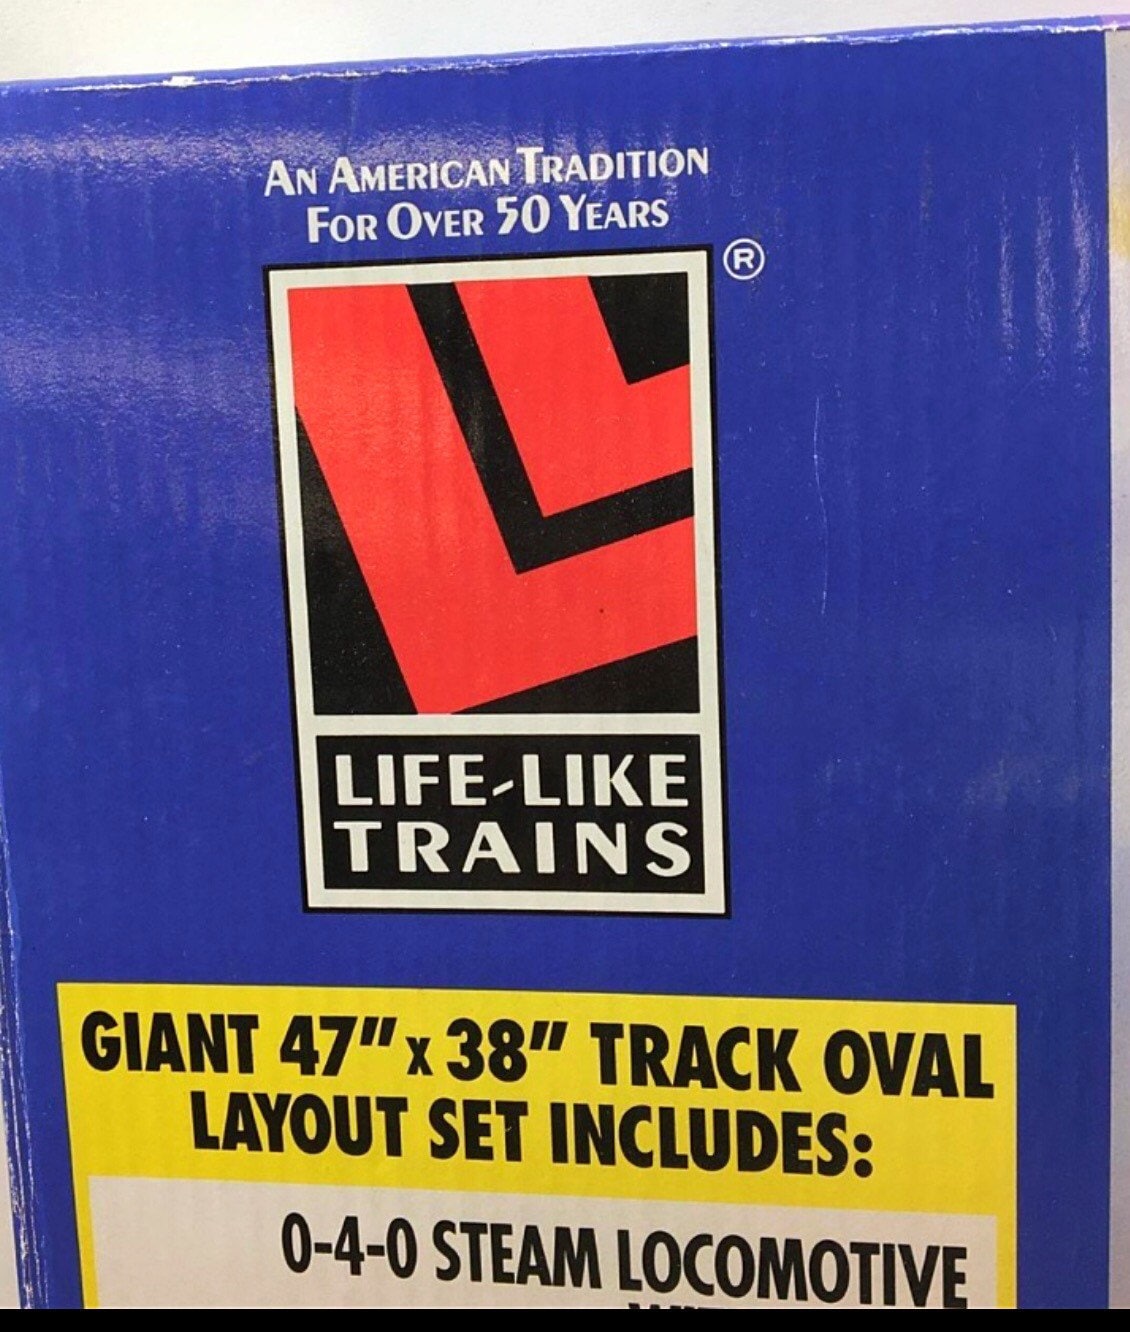 AN AMERICAN TRADITION
FOR OVER 50 YEARS
®
LIFE-LIKE
TRAINS
GIANT 47" x 38" TRACK OVAL
LAYOUT SET INCLUDES:
0-4-0 STEAM LOCOMOTIVE